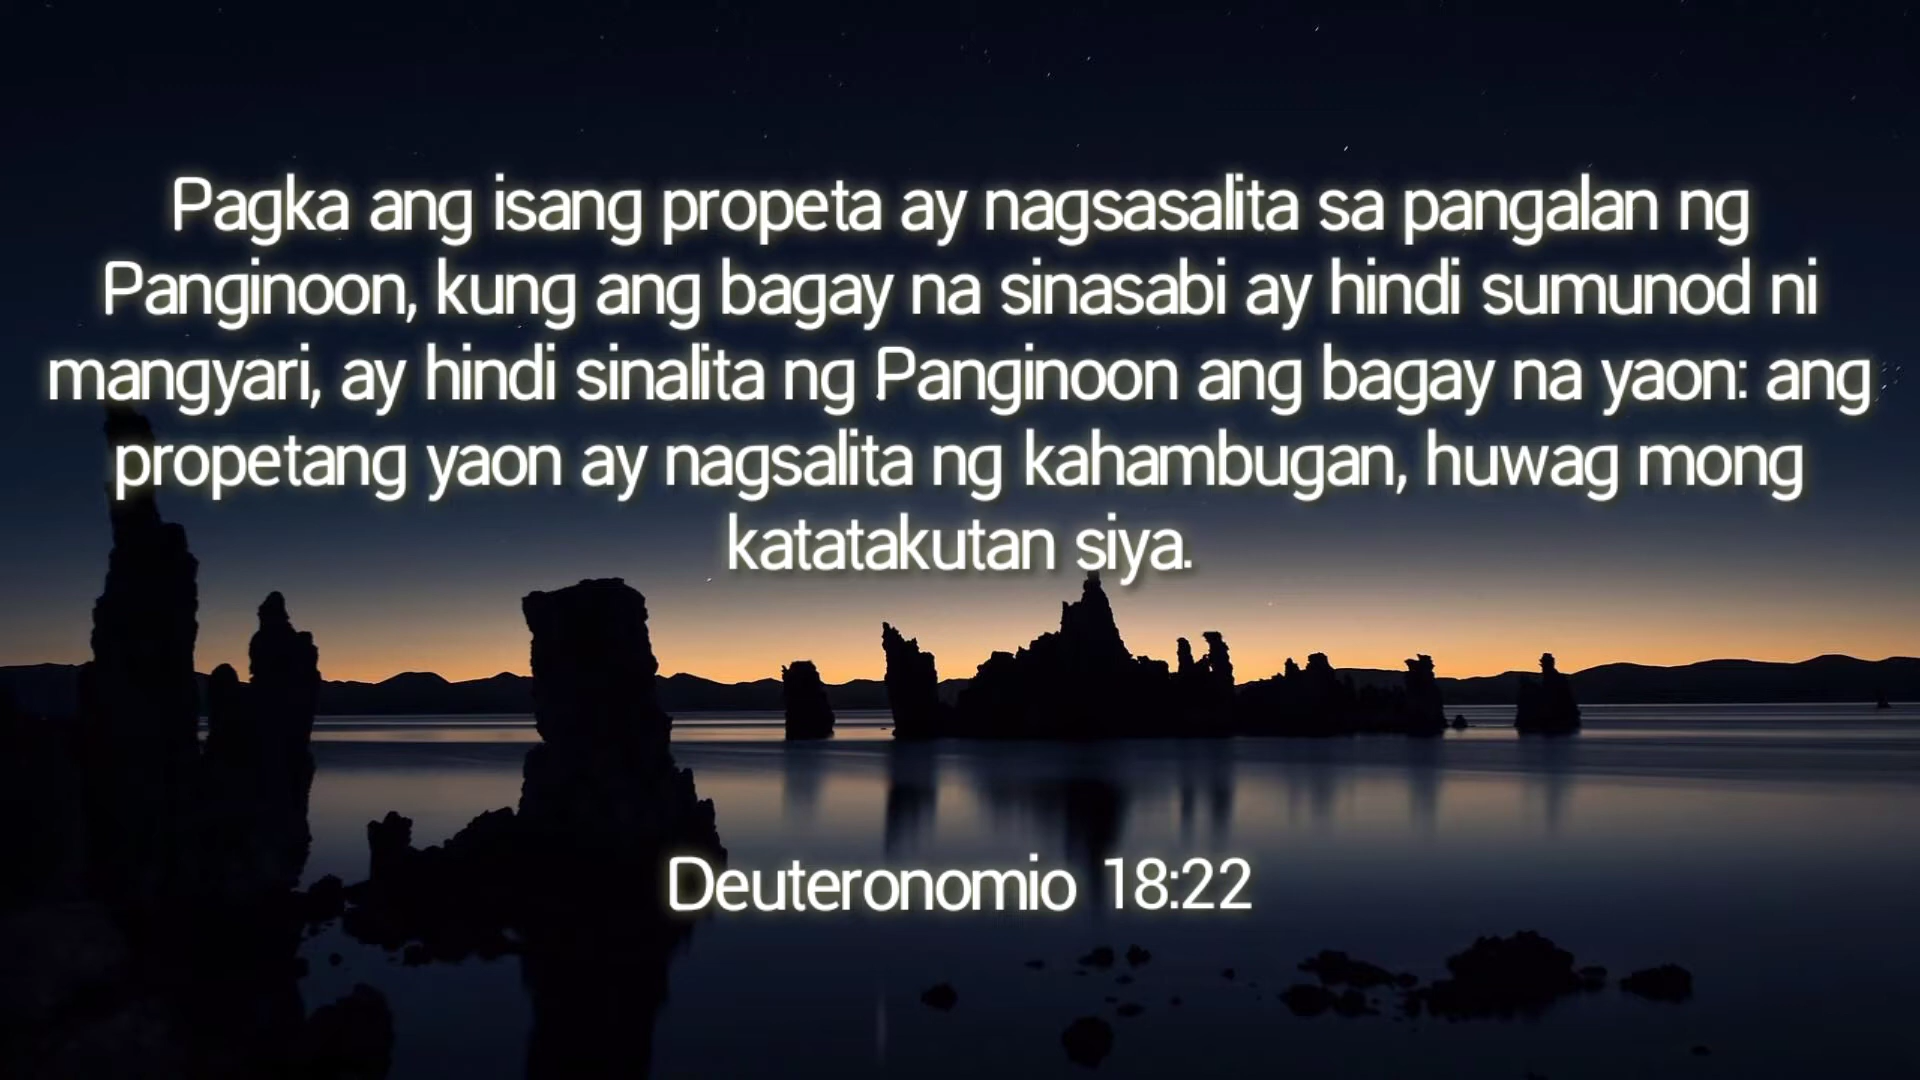 Pagka ang isang propeta ay nagsasalita sa pangalan ng
Panginoon, kung ang bagay na sinasabi ay hindi sumunod ni
mangyari, ay hindi sinalita ng Panginoon ang bagay na yaon: ang
propetang yaon ay nagsalita ng kahambugan, huwag mong
katatakutan siya.
Deuteronomio 18:22